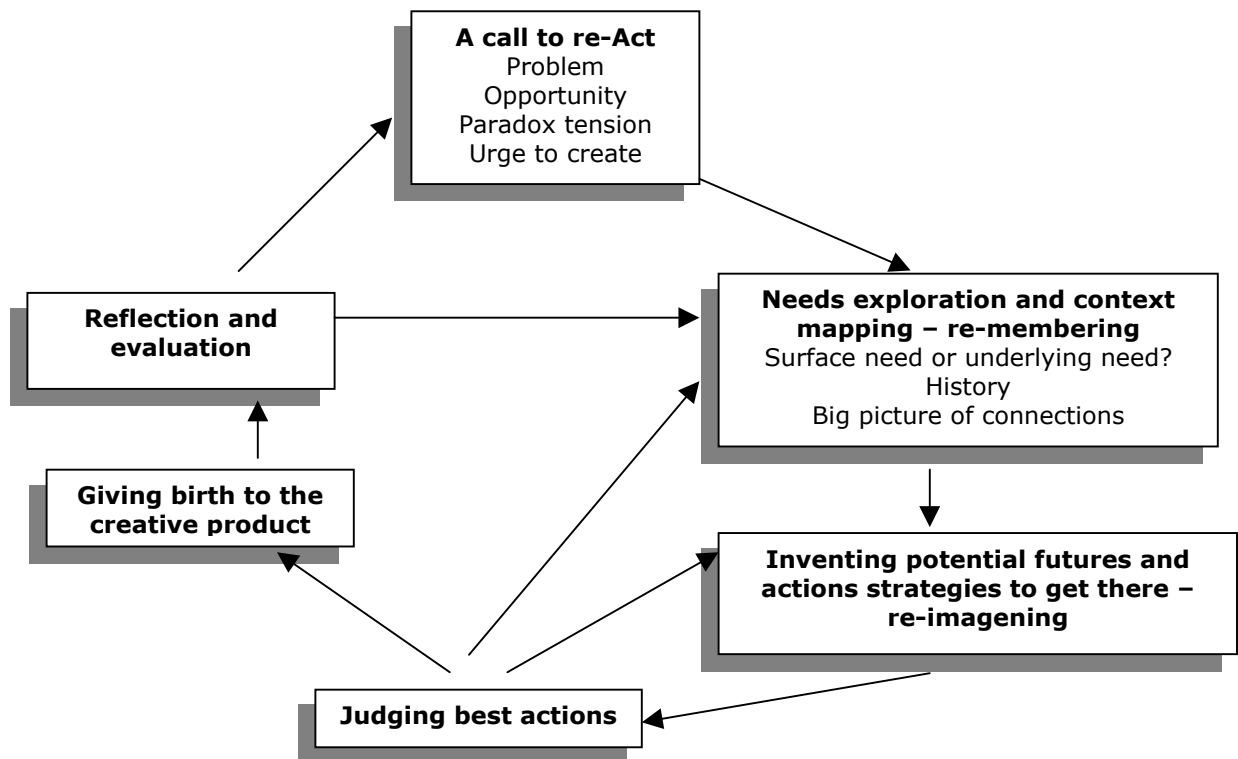 A call to re-Act
Problem
Opportunity
Paradox tension
Urge to create
Needs exploration and context
mapping – re-membering
Surface need or underlying need?
History
Big picture of connections
Inventing potential futures and
actions strategies to get there –
re-imagening
Judging best actions
Giving birth to the
creative product
Reflection and
evaluation